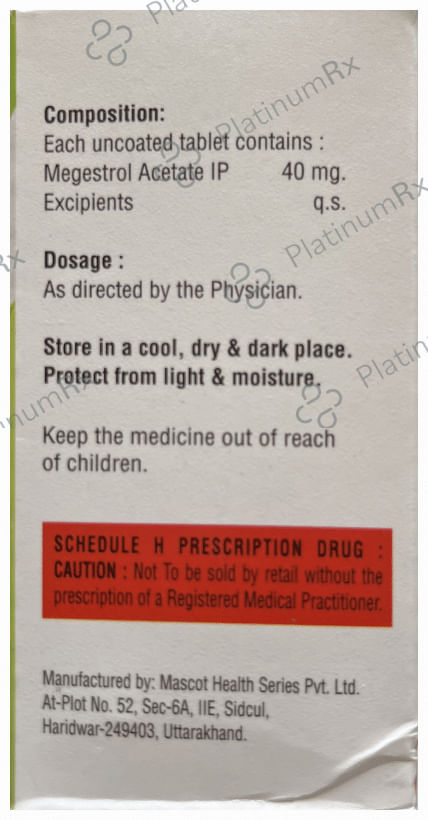 Composition:
Each uncoated tablet contains :
Megestrol Acetate IP 40 mg.
Excipients q.s.
Dosage :
As directed by the Physician.
Store in a cool, dry & dark place.
Protect from light & moisture.
Keep the medicine out of reach
of children.
SCHEDULE H PRESCRIPTION DRUG :
CAUTION : Not To be sold by retail without the
prescription of a Registered Medical Practitioner.
Manufactured by: Mascot Health Series Pvt. Ltd.
At-Plot No. 52, Sec-6A, IIE, Sidcul,
Haridwar-249403, Uttarakhand.
PlatinumRx
PlatinumRx